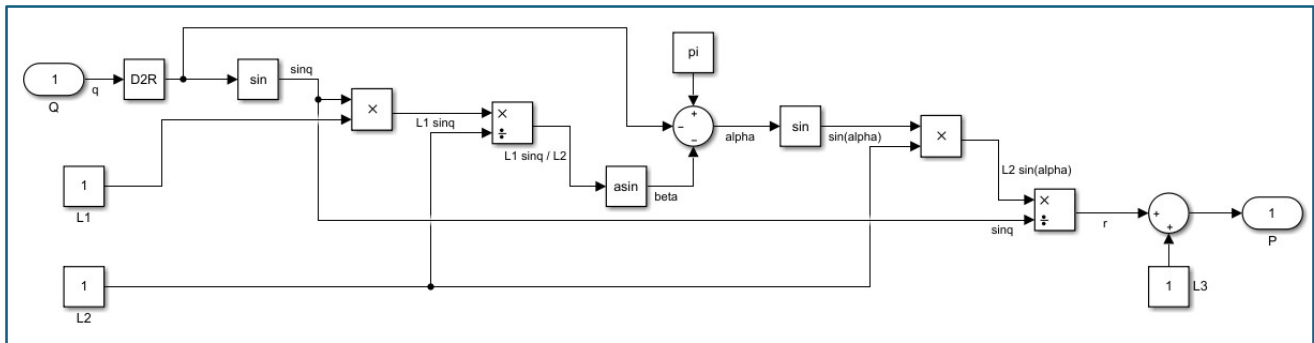 1
Q
q
D2R
sin
sinq
×
L1 sinq
×
÷
L1 sinq / L2
asin
beta
pi
+
−
−
alpha
sin
sin(alpha)
×
L2 sin(alpha)
×
÷
sinq
r
+
+
1
P
1
L1
1
L2
1
L3